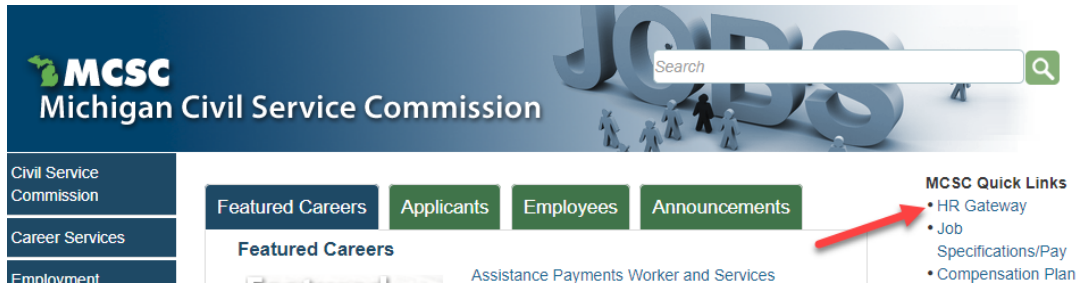 JOBS
Search
MCSC
Michigan Civil Service Commission
Civil Service
Commission
Career Services
Employment
Featured Careers
Applicants
Employees
Announcements
Featured Careers
Assistance Payments Worker and Services
MCSC Quick Links
• HR Gateway
• Job
Specifications/Pay
• Compensation Plan